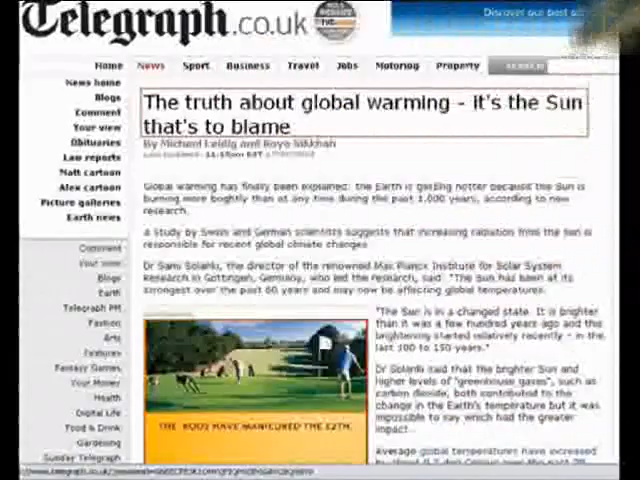 Telegraph.co.uk
Discover our best
Home News Sport Business Travel Jobs Motoring Property
News home
Blogs
Comment
Your view
Obituaries
Law reports
Matt cartoon
Alex cartoon
Picture galleries
Earth news
Comment
Your view
Blogs
Earth
Telegraph PM
Fashion
Arts
Features
Fantasy Games
Your Money
Health
Digital Life
Food & Drink
Gardening
Sunday Telegraph
The truth about global warming - it's the Sun
that's to blame
By Michael Leidig and Roya Nikkhah
Global warming has finally been explained: the Earth is getting hotter because the Sun is
burning more brightly than at any time during the past 1,000 years, according to new
research.
A study by Swiss and German scientists suggests that increasing radiation from the sun is
responsible for recent global climate changes.
Dr Sami Solanki, the director of the renowned Max Planck Institute for Solar System
Research in Gottingen, Germany, who led the research, said: "The Sun has been at its
strongest over the past 60 years and may now be affecting global temperatures.
"The Sun is in a changed state. It is brighter
than it was a few hundred years ago and this
brightening started relatively recently - in the
last 100 to 150 years."
Dr Solanki said that the brighter Sun and
higher levels of "greenhouse gases", such as
carbon dioxide, both contributed to the
change in the Earth's temperature but it was
impossible to say which had the greater
impact.
Average global temperatures have increased
THE RODS HAVE MANICURED THE 12TH.